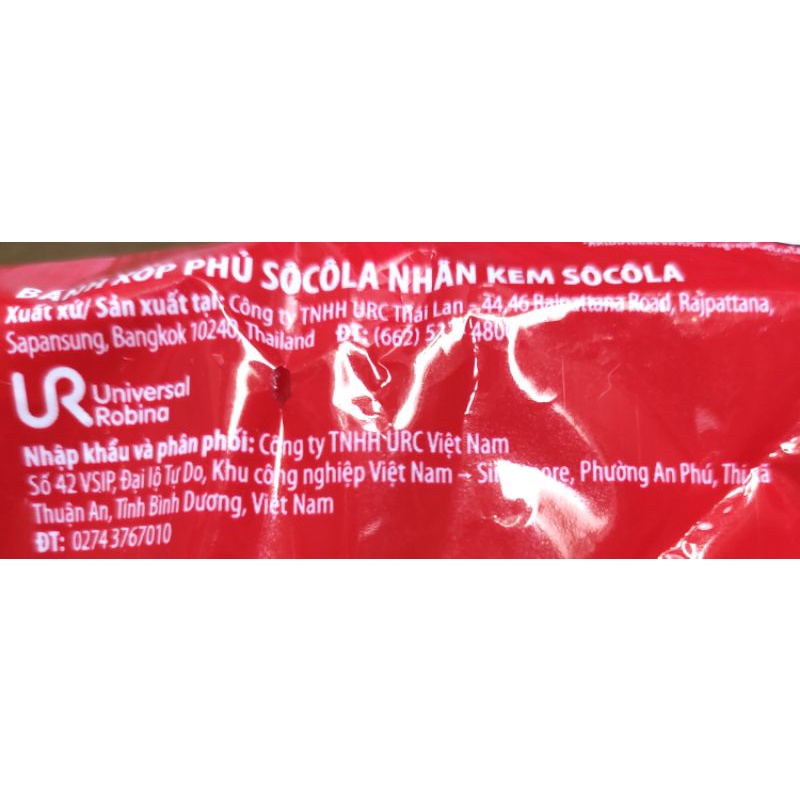 BÁNH XỐP PHỦ SÔCÔLA NHÂN KEM SÔCÔLA
Xuất xứ/ Sản xuất tại: Công ty TNHH URC Thái Lan - 44,46 Rajpattana Road, Rajpattana,
Sapansung, Bangkok 10240, Thailand ĐT: (662)
UR Universal
Robina
Nhập khẩu và phân phối: Công ty TNHH URC Việt Nam
Số 42 VSIP, Đại lộ Tự Do, Khu công nghiệp Việt Nam – Singapore, Phường An Phú, Thị xã
Thuận An, Tỉnh Bình Dương, Việt Nam
ĐT: 0274 3767010